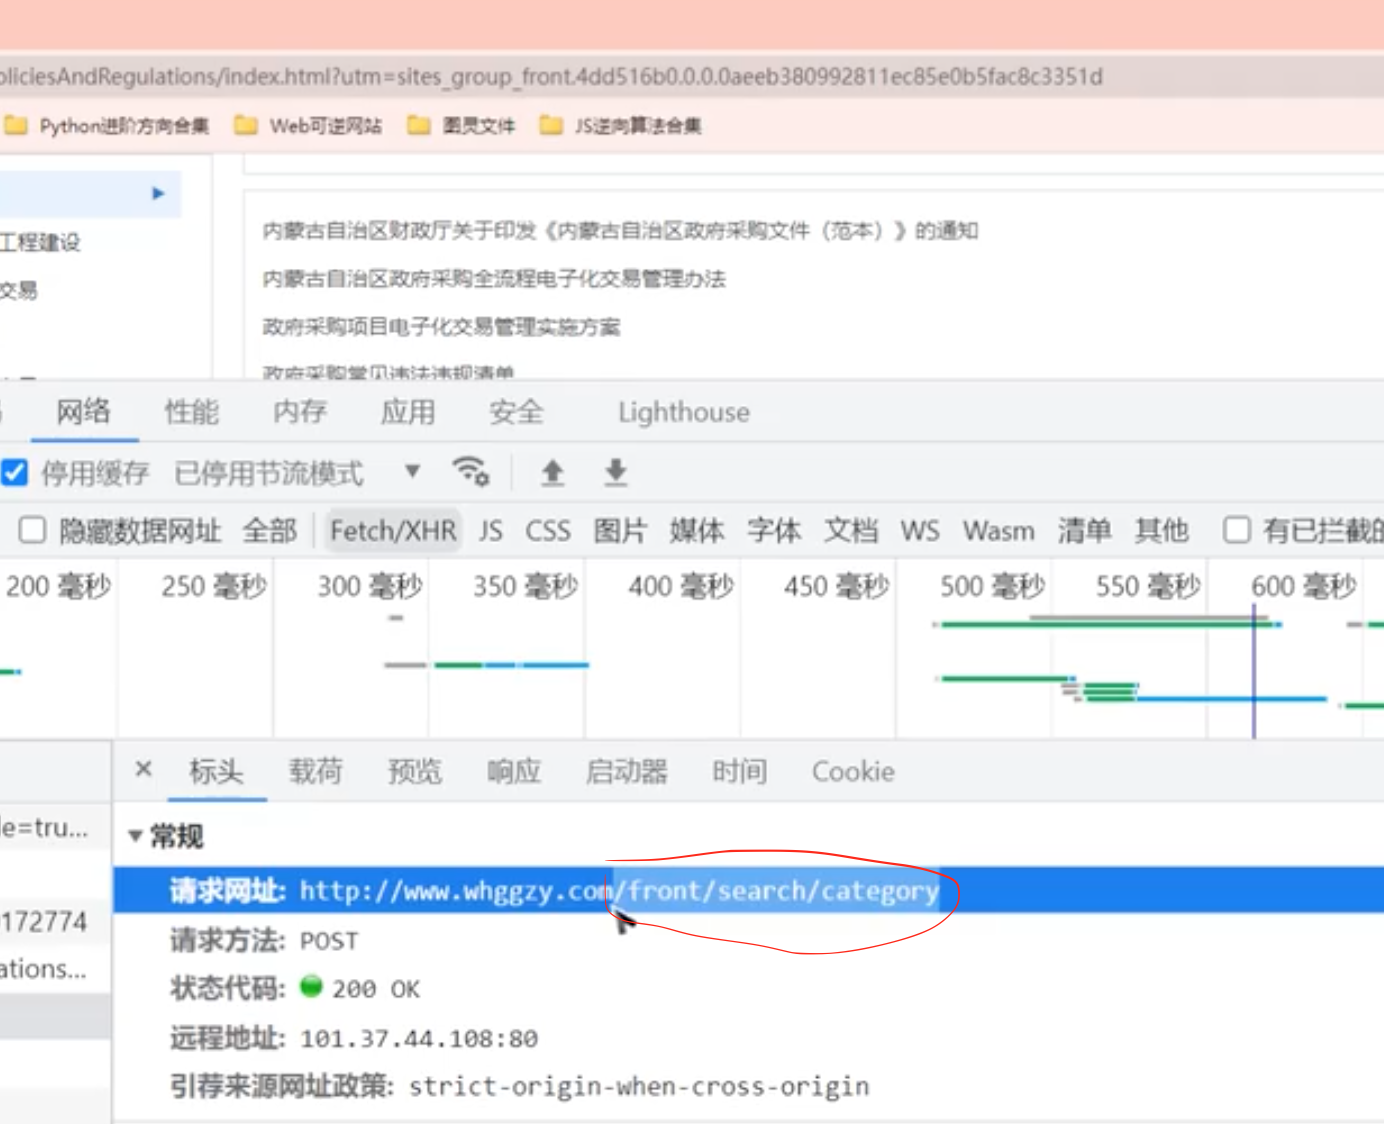 oliciesAndRegulations/index.html?utm=sites_group_front.4dd516b0.0.0.0aeeb380992811ec85e0b5fac8c3351d
Python进阶方向合集 Web可逆网站 图灵文件 JS逆向算法合集
工程建设
交易
内蒙古自治区财政厅关于印发《内蒙古自治区政府采购文件（范本）》的通知
内蒙古自治区政府采购全流程电子化交易管理办法
政府采购项目电子化交易管理实施方案
政府采购常见违法违规清单
网络 性能 内存 应用 安全 Lighthouse
停用缓存 已停用节流模式
隐藏数据网址 全部 Fetch/XHR JS CSS 图片 媒体 字体 文档 WS Wasm 清单 其他 有已拦截的
200 毫秒 250 毫秒 300 毫秒 350 毫秒 400 毫秒 450 毫秒 500 毫秒 550 毫秒 600 毫秒
× 标头 载荷 预览 响应 启动器 时间 Cookie
le=tru...
172774
ations...
常规
请求网址: http://www.whggzy.com/front/search/category
请求方法: POST
状态代码: 200 OK
远程地址: 101.37.44.108:80
引荐来源网址政策: strict-origin-when-cross-origin